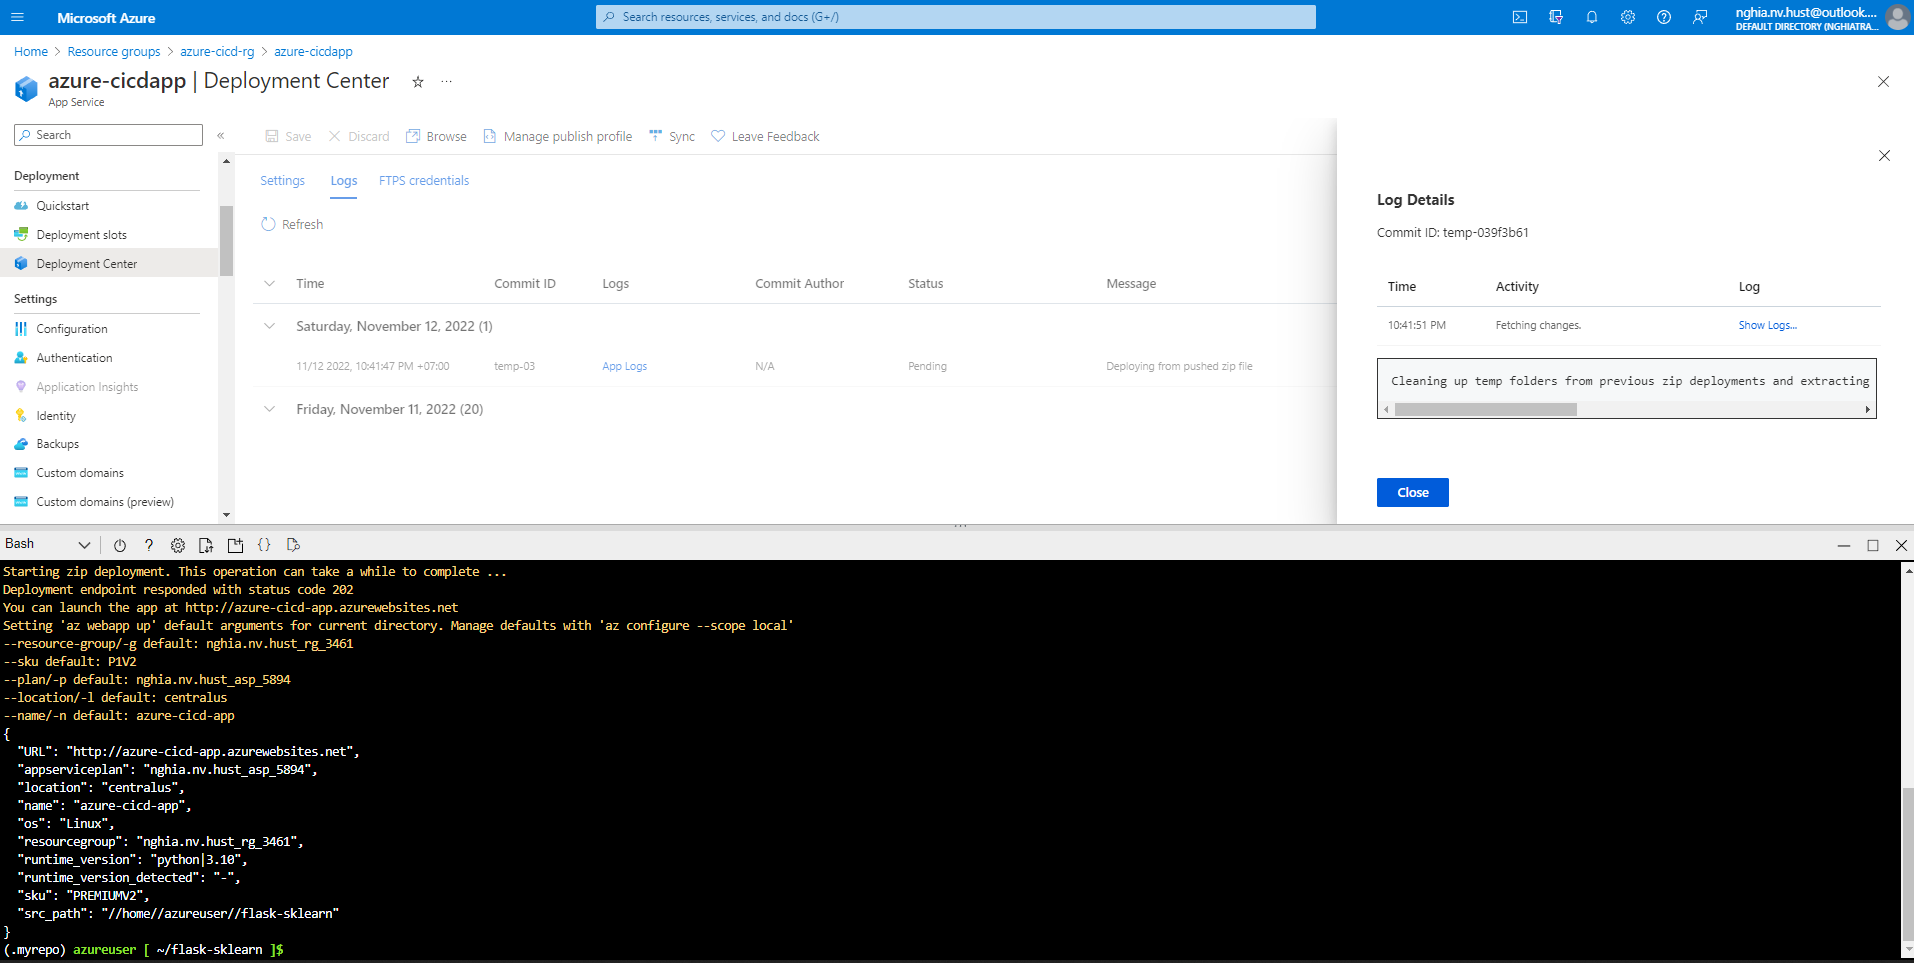 Microsoft Azure
Search resources, services, and docs (G+/)
nghia.nv.hust@outlook....
DEFAULT DIRECTORY (NGHIATRA...
Home > Resource groups > azure-cicd-rg > azure-cicdapp
azure-cicdapp | Deployment Center
App Service
Search
«
Save
Discard
Browse
Manage publish profile
Sync
Leave Feedback
Deployment
Quickstart
Deployment slots
Deployment Center
Settings
Configuration
Authentication
Application Insights
Identity
Backups
Custom domains
Custom domains (preview)
Settings Logs FTPS credentials
Refresh
Time Commit ID Logs Commit Author Status Message
Saturday, November 12, 2022 (1)
11/12 2022, 10:41:47 PM +07:00 temp-03 App Logs N/A Pending Deploying from pushed zip file
Friday, November 11, 2022 (20)
Log Details
Commit ID: temp-039f3b61
Time Activity Log
10:41:51 PM Fetching changes. Show Logs...
Cleaning up temp folders from previous zip deployments and extracting
Close
Bash
Starting zip deployment. This operation can take a while to complete ...
Deployment endpoint responded with status code 202
You can launch the app at http://azure-cicd-app.azurewebsites.net
Setting 'az webapp up' default arguments for current directory. Manage defaults with 'az configure --scope local'
--resource-group/-g default: nghia.nv.hust_rg_3461
--sku default: P1V2
--plan/-p default: nghia.nv.hust_asp_5894
--location/-l default: centralus
--name/-n default: azure-cicd-app
{
"URL": "http://azure-cicd-app.azurewebsites.net",
"appserviceplan": "nghia.nv.hust_asp_5894",
"location": "centralus",
"name": "azure-cicd-app",
"os": "Linux",
"resourcegroup": "nghia.nv.hust_rg_3461",
"runtime_version": "python|3.10",
"runtime_version_detected": "-",
"sku": "PREMIUMV2",
"src_path": "//home//azureuser//flask-sklearn"
}
(.myrepo) azureuser [ ~/flask-sklearn ]$